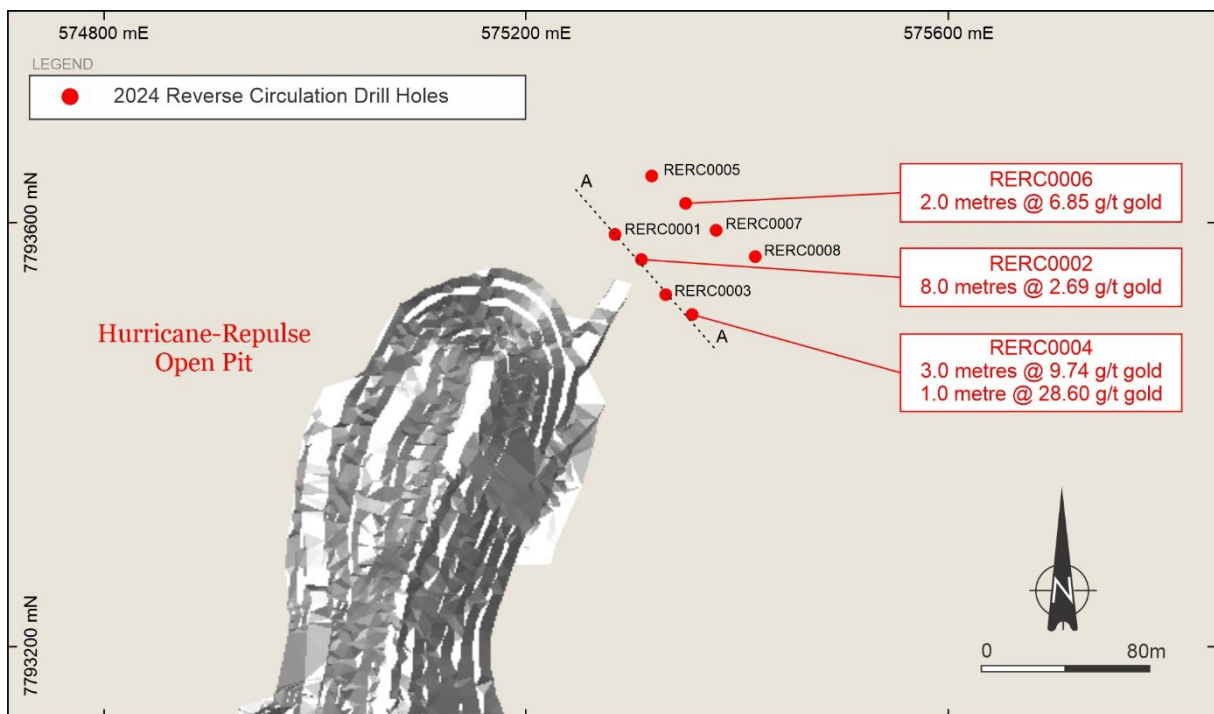 574800 mE
575200 mE
575600 mE
LEGEND
2024 Reverse Circulation Drill Holes
7793600 mN
A
RERC0005
RERC0001
RERC0007
RERC0008
RERC0003
A
RERC0006
2.0 metres @ 6.85 g/t gold
RERC0002
8.0 metres @ 2.69 g/t gold
RERC0004
3.0 metres @ 9.74 g/t gold
1.0 metre @ 28.60 g/t gold
Hurricane-Repulse
Open Pit
7793200 mN
N
0
80m